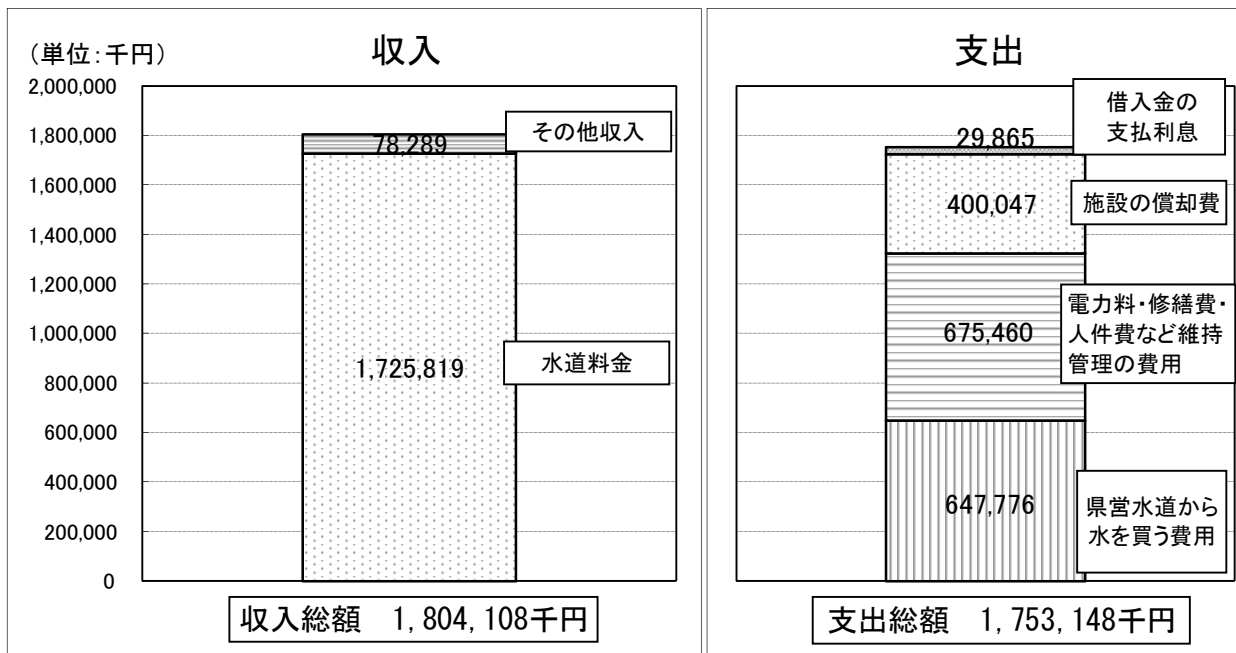 (単位:千円)
収入
2,000,000
1,800,000
1,600,000
1,400,000
1,200,000
1,000,000
800,000
600,000
400,000
200,000
0
78,289
その他収入
1,725,819
水道料金
収入総額 1,804,108千円
支出
借入金の
支払利息
29,865
400,047
施設の償却費
電力料・修繕費・
人件費など維持
管理の費用
675,460
647,776
県営水道から
水を買う費用
支出総額 1,753,148千円